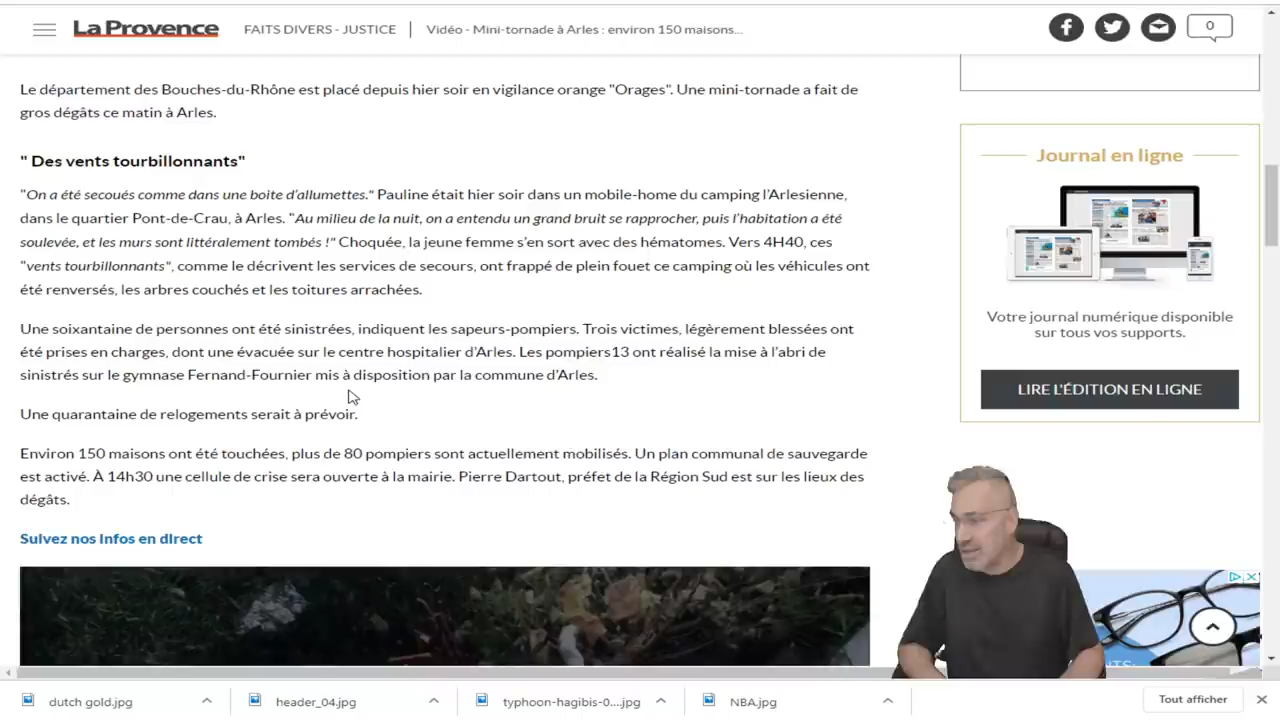 La Provence
FAITS DIVERS - JUSTICE
Vidéo - Mini-tornade à Arles : environ 150 maisons...
0
Le département des Bouches-du-Rhône est placé depuis hier soir en vigilance orange "Orages". Une mini-tornade a fait de
gros dégâts ce matin à Arles.
" Des vents tourbillonnants"
"On a été secoués comme dans une boite d'allumettes." Pauline était hier soir dans un mobile-home du camping l'Arlesienne,
dans le quartier Pont-de-Crau, à Arles. "Au milieu de la nuit, on a entendu un grand bruit se rapprocher, puis l'habitation a été
soulevée, et les murs sont littéralement tombés !" Choquée, la jeune femme s'en sort avec des hématomes. Vers 4H40, ces
"vents tourbillonnants", comme le décrivent les services de secours, ont frappé de plein fouet ce camping où les véhicules ont
été renversés, les arbres couchés et les toitures arrachées.
Une soixantaine de personnes ont été sinistrées, indiquent les sapeurs-pompiers. Trois victimes, légèrement blessées ont
été prises en charges, dont une évacuée sur le centre hospitalier d'Arles. Les pompiers13 ont réalisé la mise à l'abri de
sinistrés sur le gymnase Fernand-Fournier mis à disposition par la commune d'Arles.
Une quarantaine de relogements serait à prévoir.
Environ 150 maisons ont été touchées, plus de 80 pompiers sont actuellement mobilisés. Un plan communal de sauvegarde
est activé. À 14h30 une cellule de crise sera ouverte à la mairie. Pierre Dartout, préfet de la Région Sud est sur les lieux des
dégâts.
Suivez nos infos en direct
Journal en ligne
Votre journal numérique disponible
sur tous vos supports.
LIRE L'ÉDITION EN LIGNE
dutch gold.jpg
header_04.jpg
typhoon-hagibis-0....jpg
NBA.jpg
Tout afficher